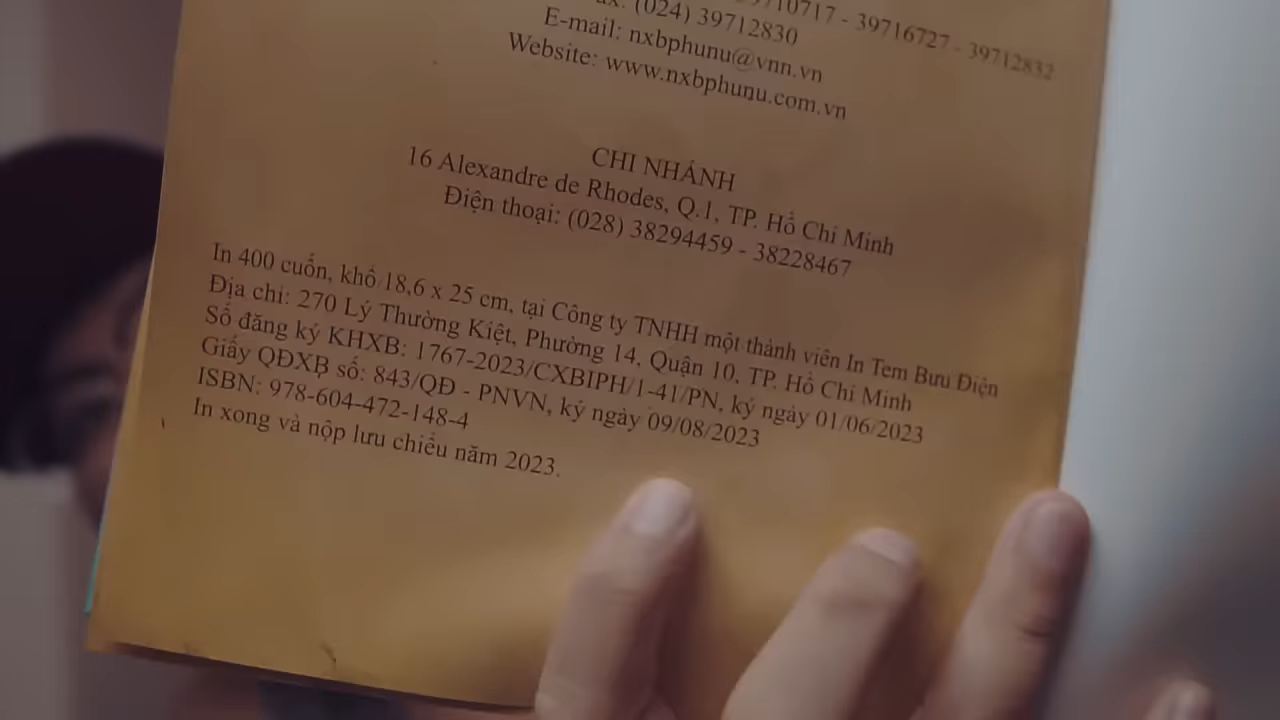 (024) 39712830
39716727 - 39712832
E-mail: nxbphunu@vnn.vn
Website: www.nxbphunu.com.vn
CHI NHÁNH
16 Alexandre de Rhodes, Q.1, TP. Hồ Chí Minh
Điện thoại: (028) 38294459 - 38228467
In 400 cuốn, khổ 18,6 x 25 cm, tại Công ty TNHH một thành viên In Tem Bưu Điện
Địa chỉ: 270 Lý Thường Kiệt, Phường 14, Quận 10, TP. Hồ Chí Minh
Số đăng ký KHXB: 1767-2023/CXBIPH/1-41/PN, ký ngày 01/06/2023
Giấy QĐXB số: 843/QĐ - PNVN, ký ngày 09/08/2023
ISBN: 978-604-472-148-4
In xong và nộp lưu chiểu năm 2023.